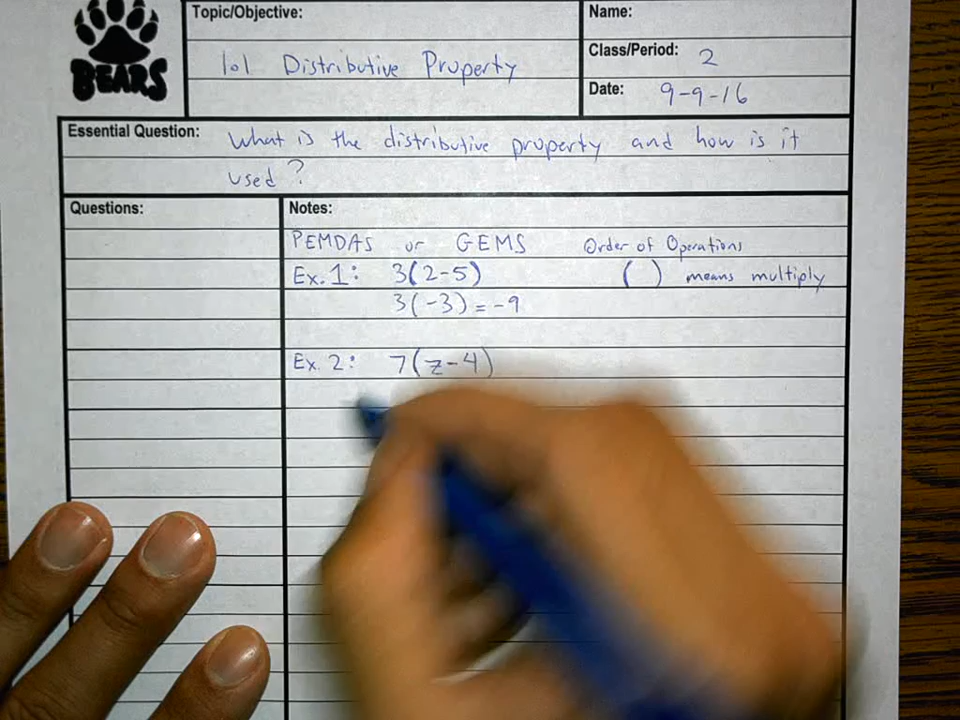 BEARS
Topic/Objective:
1.1 Distributive Property
Name:
Class/Period: 2
Date: 9-9-16
Essential Question: What is the distributive property and how is it
used?
Questions:
Notes:
PEMDAS or GEMS Order of Operations
Ex. 1: 3(2-5) ( ) means multiply
3(-3) = -9
Ex. 2: 7(z-4)